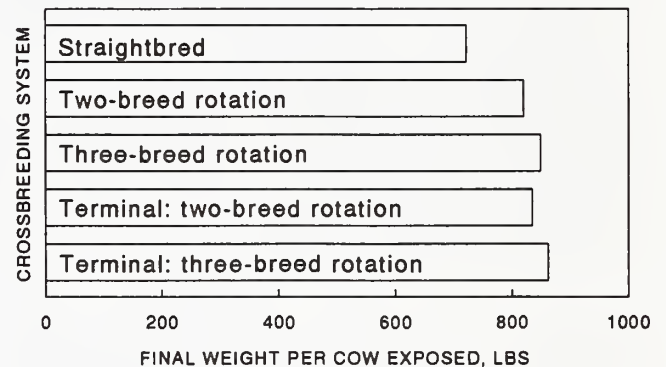 CROSSBREEDING SYSTEM
Straightbred
Two-breed rotation
Three-breed rotation
Terminal: two-breed rotation
Terminal: three-breed rotation
0 200 400 600 800 1000
FINAL WEIGHT PER COW EXPOSED, LBS